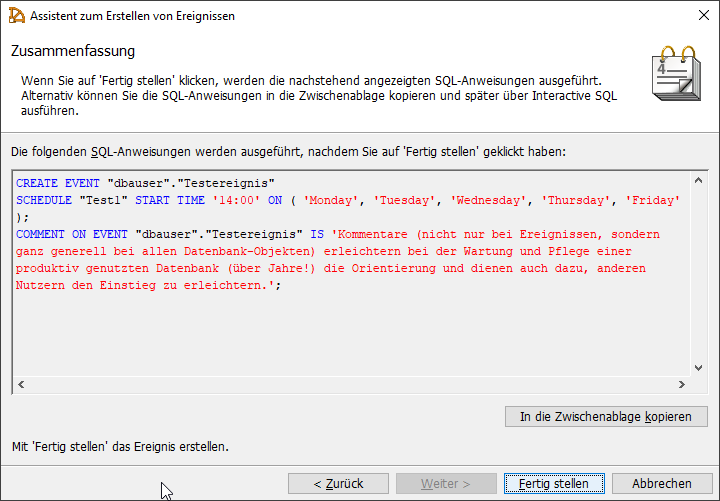 Assistent zum Erstellen von Ereignissen
Zusammenfassung
Wenn Sie auf 'Fertig stellen' klicken, werden die nachstehend angezeigten SQL-Anweisungen ausgeführt.
Alternativ können Sie die SQL-Anweisungen in die Zwischenablage kopieren und später über Interactive SQL
ausführen.
4
Die folgenden SQL-Anweisungen werden ausgeführt, nachdem Sie auf 'Fertig stellen' geklickt haben:
CREATE EVENT "dbauser"."Testereignis"
SCHEDULE "Test1" START TIME '14:00' ON ( 'Monday', 'Tuesday', 'Wednesday', 'Thursday', 'Friday'
);
COMMENT ON EVENT "dbauser"."Testereignis" IS 'Kommentare (nicht nur bei Ereignissen, sondern
ganz generell bei allen Datenbank-Objekten) erleichtern bei der Wartung und Pflege einer
produktiv genutzten Datenbank (über Jahre!) die Orientierung und dienen auch dazu, anderen
Nutzern den Einstieg zu erleichtern.';
In die Zwischenablage kopieren
Mit 'Fertig stellen' das Ereignis erstellen.
< Zurück
Weiter >
Fertig stellen
Abbrechen